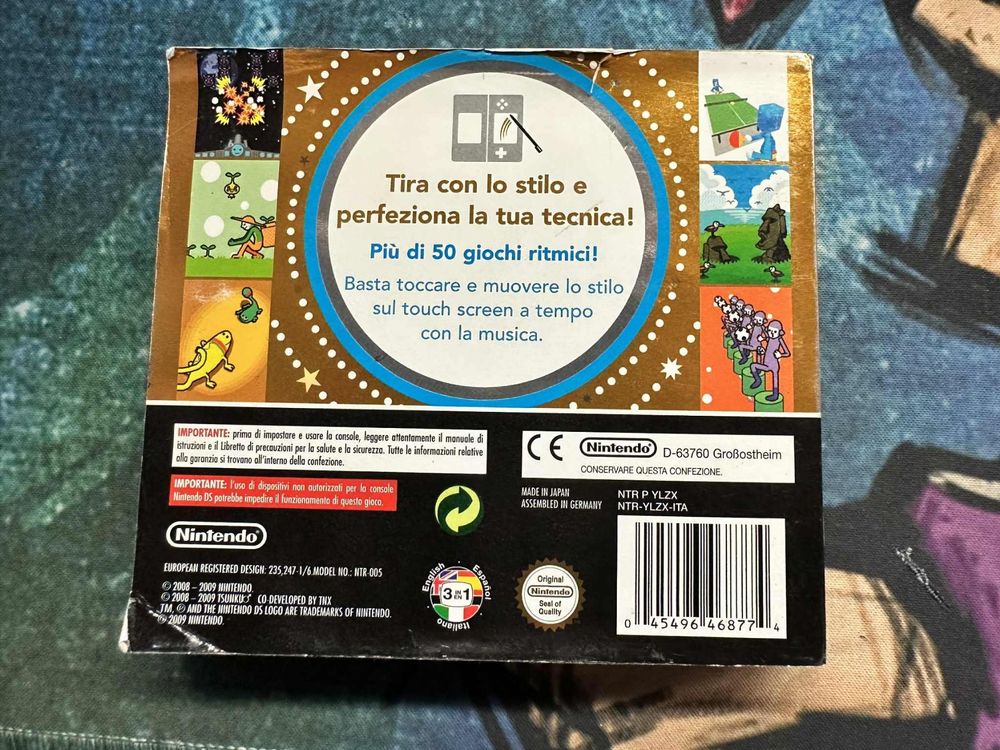 Tira con lo stilo e
perfeziona la tua tecnica!
Più di 50 giochi ritmici!
Basta toccare e muovere lo stilo
sul touch screen a tempo
con la musica.
IMPORTANTE: prima di impostare e usare la console, leggere attentamente il manuale di
istruzioni e il Libretto di precauzioni per la salute e la sicurezza. Tutte le informazioni relative
alla garanzia si trovano all'interno della confezione.
IMPORTANTE: l'uso di dispositivi non autorizzati per la console
Nintendo DS potrebbe impedire il funzionamento di questo gioco.
Nintendo
EUROPEAN REGISTERED DESIGN: 235,247-1/6.MODEL NO.: NTR-005
© 2008 – 2009 NINTENDO
© 2008 – 2009 TSUNKU♂ CO-DEVELOPED BY TNX
TM, ® AND THE NINTENDO DS LOGO ARE TRADEMARKS OF NINTENDO.
© 2009 NINTENDO.
English
Español
3 IN EN 1
Italiano
CE Nintendo D-63760 Großostheim
CONSERVARE QUESTA CONFEZIONE.
MADE IN JAPAN
ASSEMBLED IN GERMANY
NTR P YLZX
NTR-YLZX-ITA
Original
Nintendo
Seal of
Quality
0 45496 46877 4